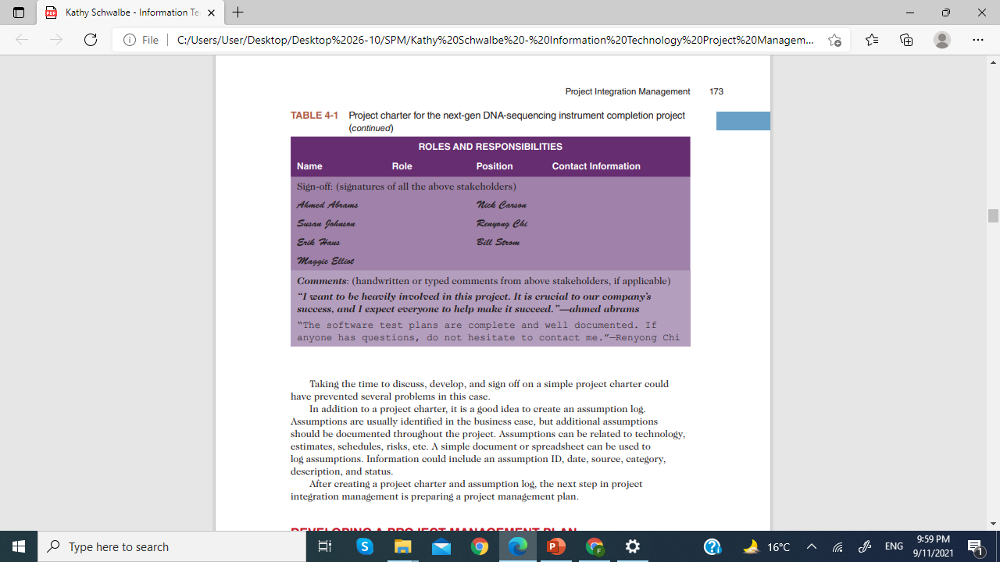 Kathy Schwalbe - Information Te
File
C:/Users/User/Desktop/Desktop%2026-10/SPM/Kathy%20Schwalbe%20-%20Information%20Technology%20Project%20Managem...
Project Integration Management 173
TABLE 4-1 Project charter for the next-gen DNA-sequencing instrument completion project
(continued)
ROLES AND RESPONSIBILITIES
Name Role Position Contact Information
Sign-off: (signatures of all the above stakeholders)
Ahmed Abrams Nick Carson
Susan Johnson Renyong Chi
Erik Haus Bill Strom
Maggie Elliot
Comments: (handwritten or typed comments from above stakeholders, if applicable)
“I want to be heavily involved in this project. It is crucial to our company’s
success, and I expect everyone to help make it succeed.”—ahmed abrams
“The software test plans are complete and well documented. If
anyone has questions, do not hesitate to contact me.”—Renyong Chi
Taking the time to discuss, develop, and sign off on a simple project charter could
have prevented several problems in this case.
In addition to a project charter, it is a good idea to create an assumption log.
Assumptions are usually identified in the business case, but additional assumptions
should be documented throughout the project. Assumptions can be related to technology,
estimates, schedules, risks, etc. A simple document or spreadsheet can be used to
log assumptions. Information could include an assumption ID, date, source, category,
description, and status.
After creating a project charter and assumption log, the next step in project
integration management is preparing a project management plan.
DEVELOPING A PROJECT MANAGEMENT PLAN
Type here to search
16°C
ENG
9:59 PM
9/11/2021
1